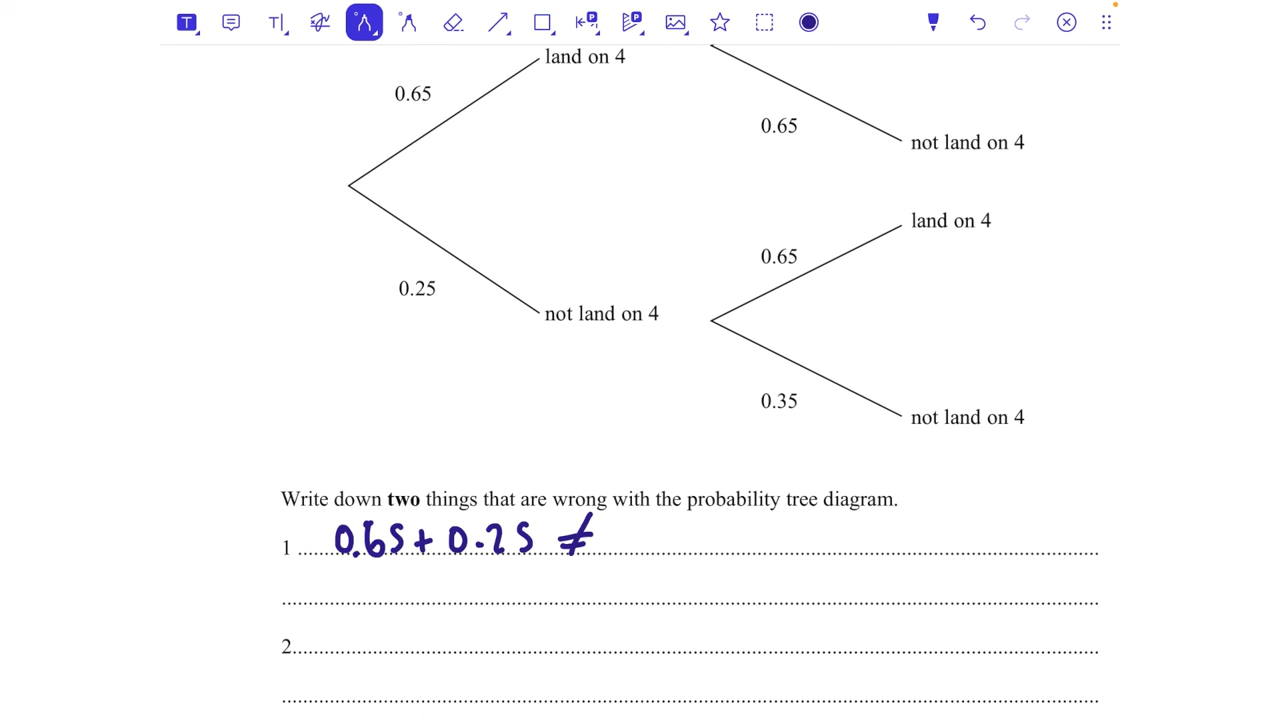 land on 4
0.65
0.65
not land on 4
land on 4
0.65
0.25
not land on 4
0.35
not land on 4
Write down two things that are wrong with the probability tree diagram.
1 0.65 + 0.25 ≠
2